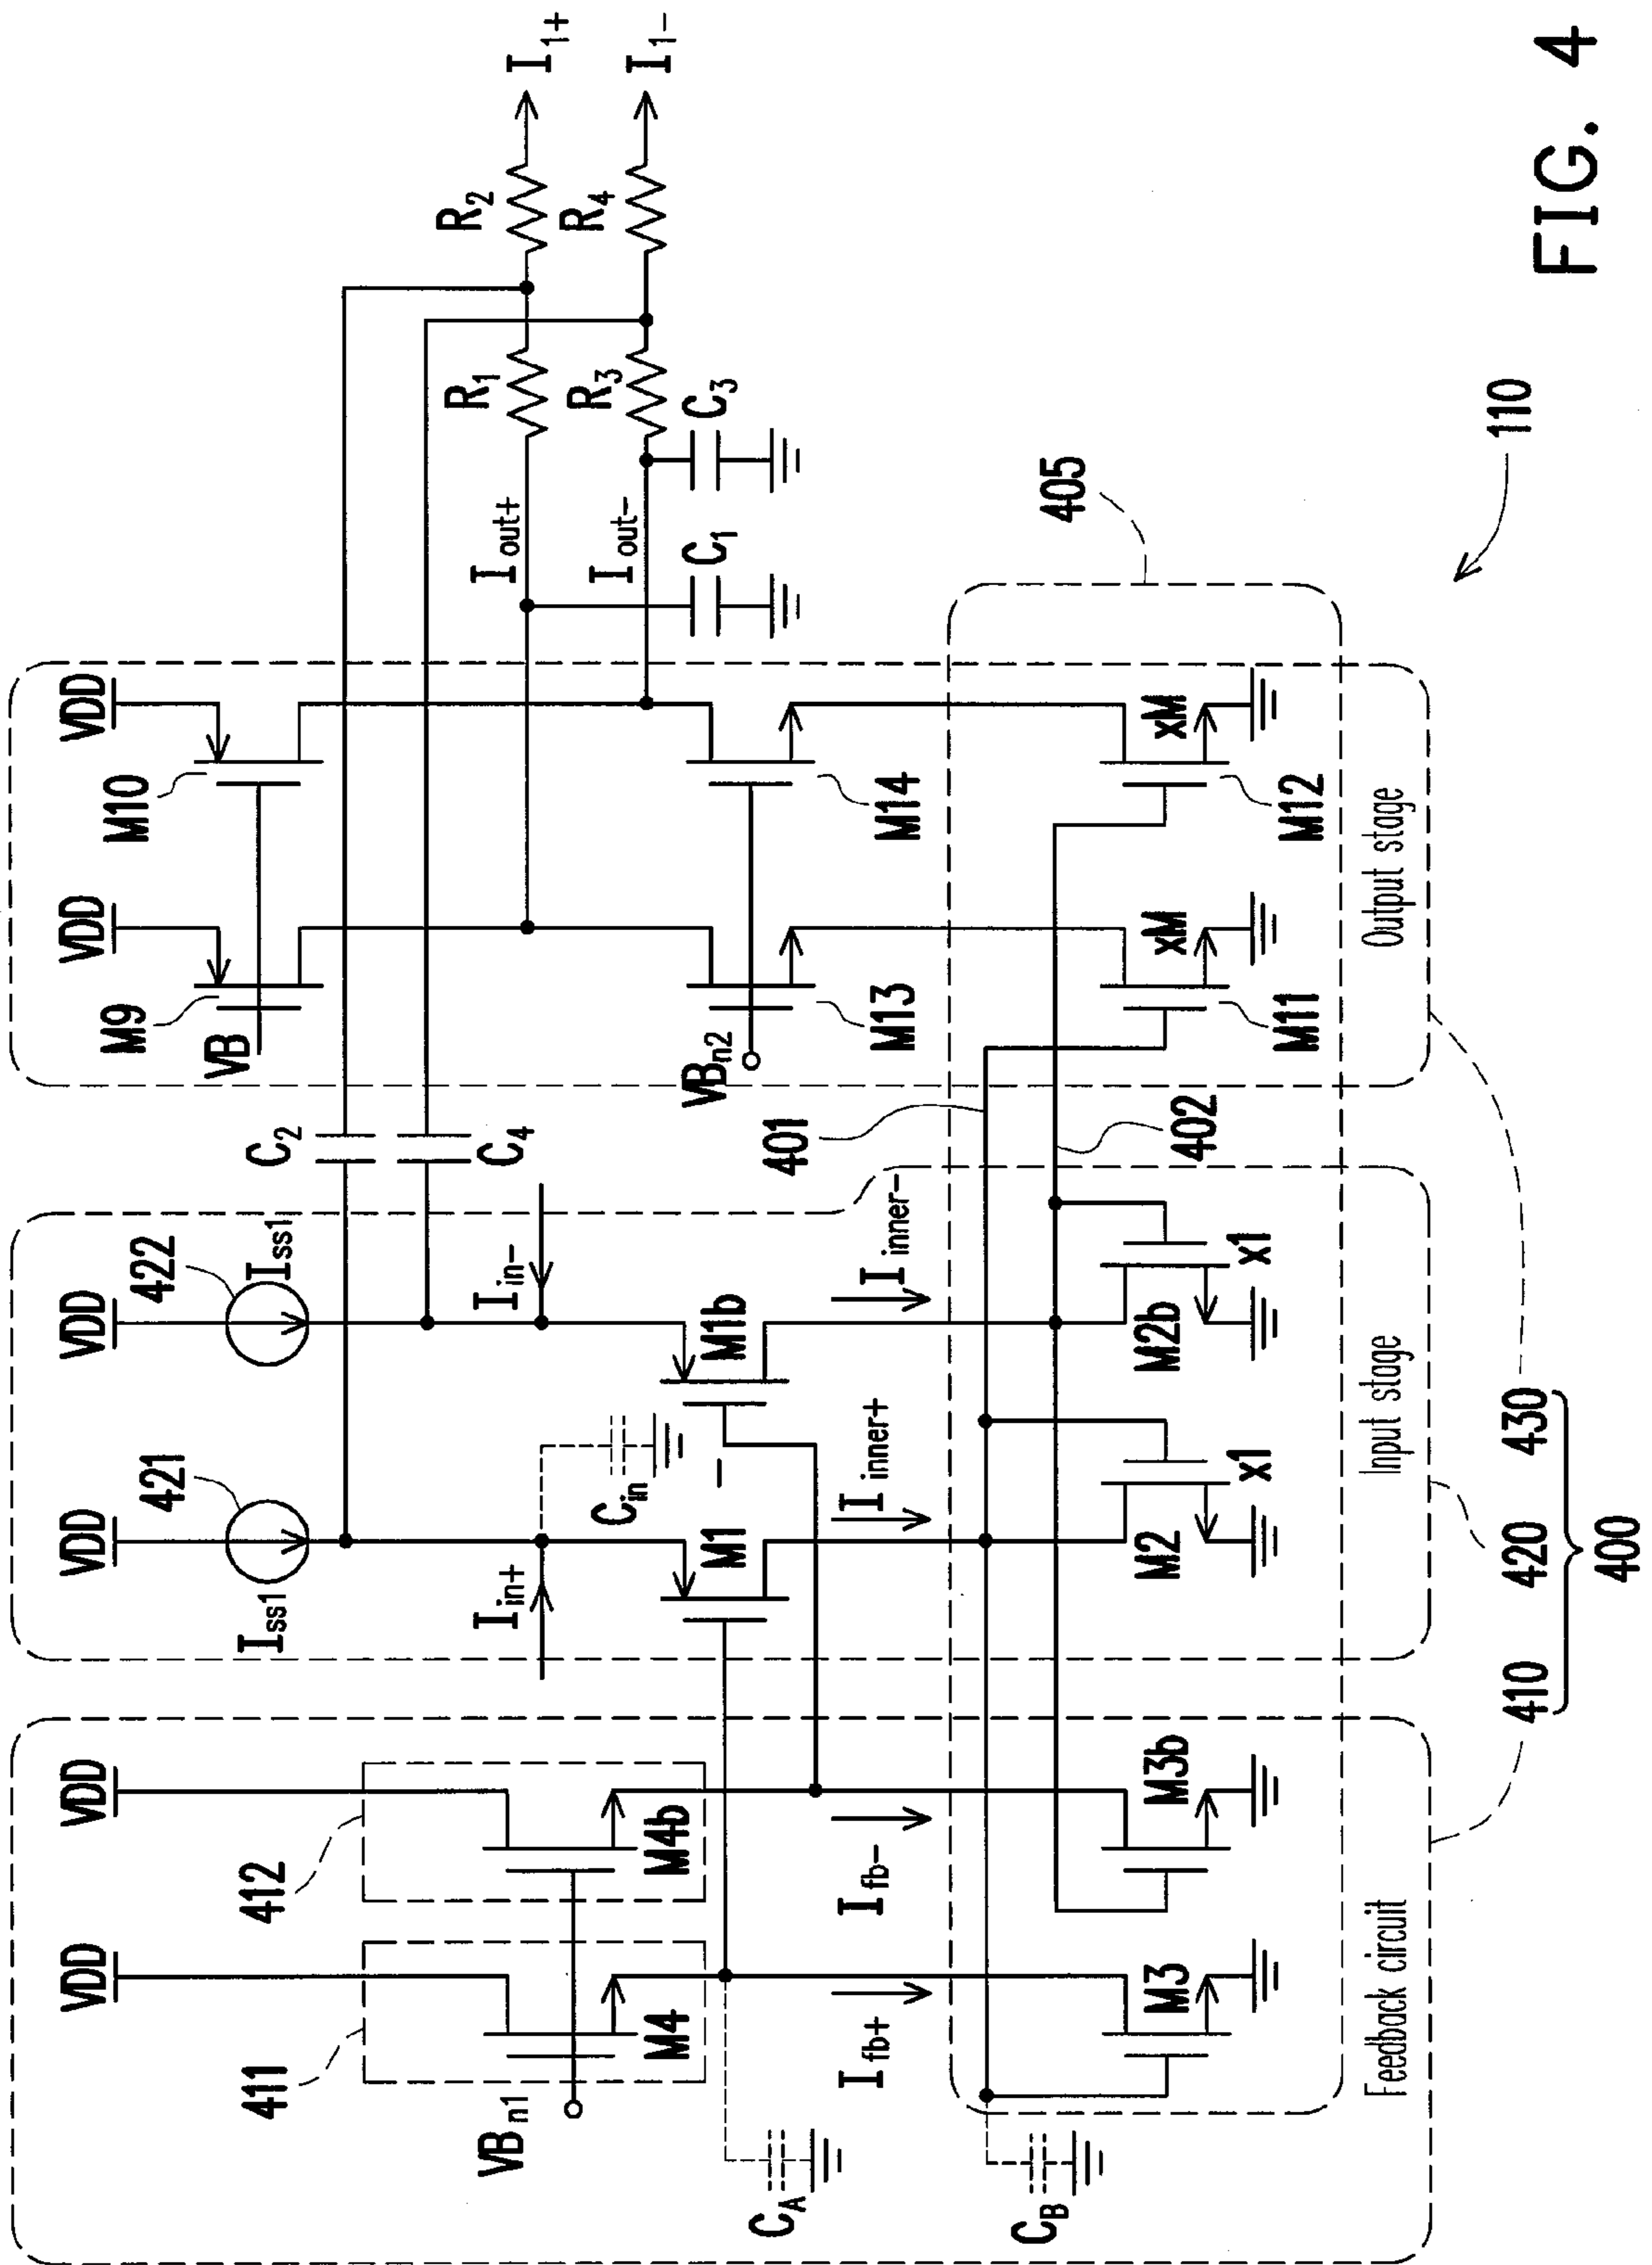 VDD
VDD
VDD
VDD
VDD
VDD
412
411
421
422
Iss1
Iss1
M9
M10
VB
C2
C4
R2
R4
R1
R3
I1+
I1-
Iout+
Iout-
C1
C3
VBn1
M4
M4b
Iin+
Iin-
Cin
M1
M1b
-
VBn2
M13
M14
CA
Ifb+
Ifb-
Iinner+
Iinner-
401
402
405
CB
M3
M3b
M2
x1
M2b
x1
M11
xM
M12
xM
Feedback circuit
Input stage
Output stage
410
420
430
400
110
FIG. 4